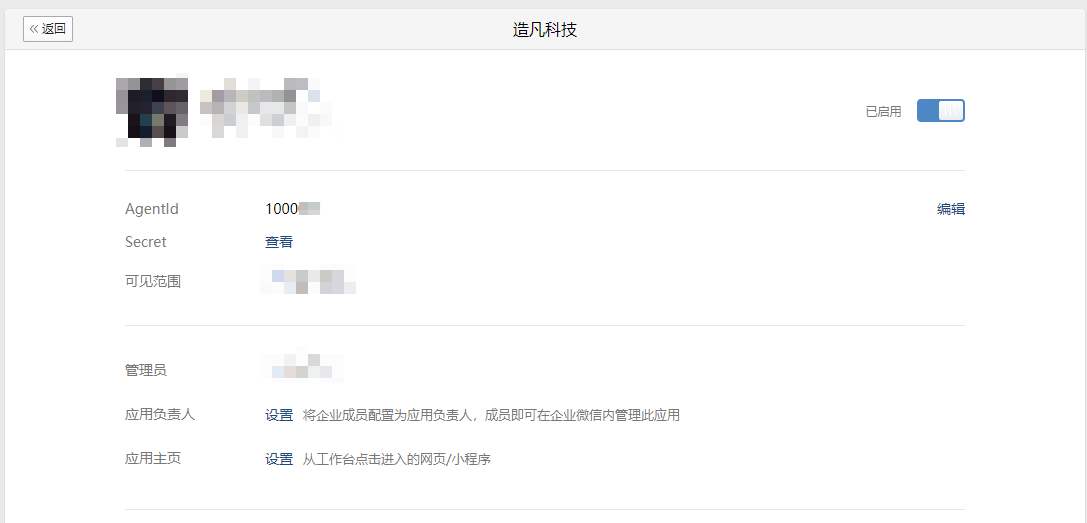 返回
造凡科技
已启用
AgentId 1000
编辑
Secret 查看
可见范围
管理员
应用负责人 设置 将企业成员配置为应用负责人，成员即可在企业微信内管理此应用
应用主页 设置 从工作台点击进入的网页/小程序